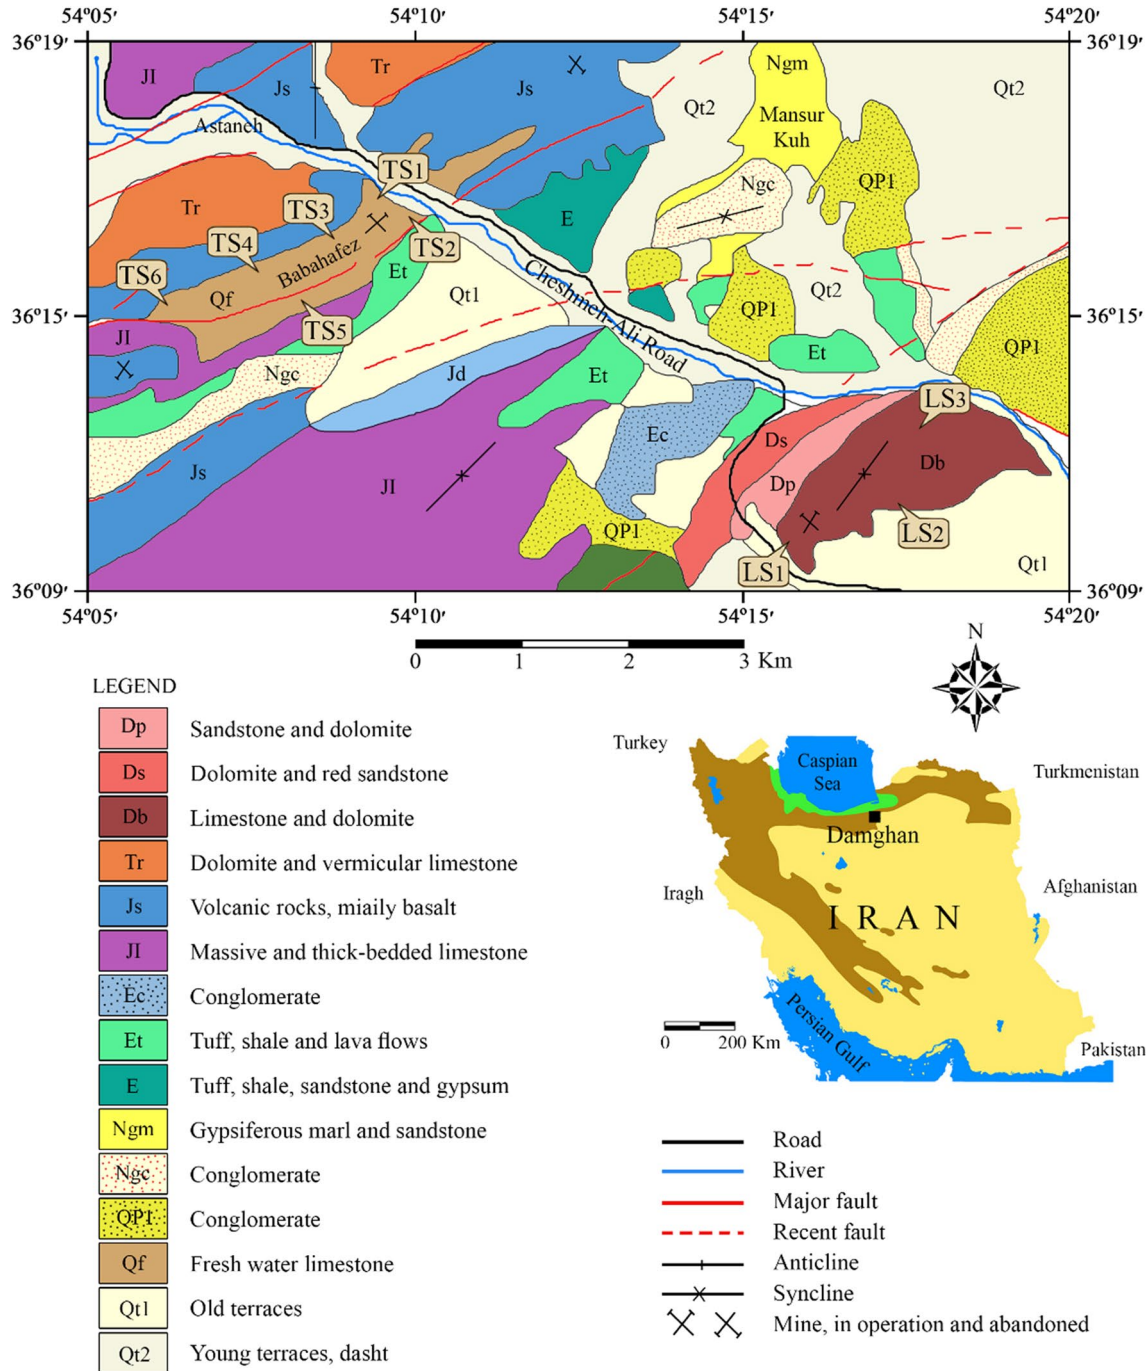 54°05′ 54°10′ 54°15′ 54°20′
36°19′ 36°19′
JI
Js
Tr
Js
Qt2
Ngm
Mansur
Kuh
Qt2
Astaneh
TS1
QP1
Ngc
Tr
TS3
TS2
E
TS4
Babahafez
Et
TS6
Qf
Qt1
Cheshmeh-Ali Road
QP1
Qt2
TS5
36°15′ 36°15′
JI
Ngc
Jd
Et
Et
QP1
LS3
Js
JI
Ec
Ds
Db
Dp
QP1
LS2
LS1
Qt1
36°09′ 36°09′
54°05′ 54°10′ 54°15′ 54°20′
0 1 2 3 Km
N
LEGEND
Dp Sandstone and dolomite
Ds Dolomite and red sandstone
Db Limestone and dolomite
Tr Dolomite and vermicular limestone
Js Volcanic rocks, miaily basalt
JI Massive and thick-bedded limestone
Ec Conglomerate
Et Tuff, shale and lava flows
E Tuff, shale, sandstone and gypsum
Ngm Gypsiferous marl and sandstone
Ngc Conglomerate
QP1 Conglomerate
Qf Fresh water limestone
Qt1 Old terraces
Qt2 Young terraces, dasht
Turkey
Caspian
Sea
Turkmenistan
Damghan
Iragh
Afghanistan
IRAN
Persian Gulf
Pakistan
0 200 Km
Road
River
Major fault
Recent fault
Anticline
Syncline
Mine, in operation and abandoned